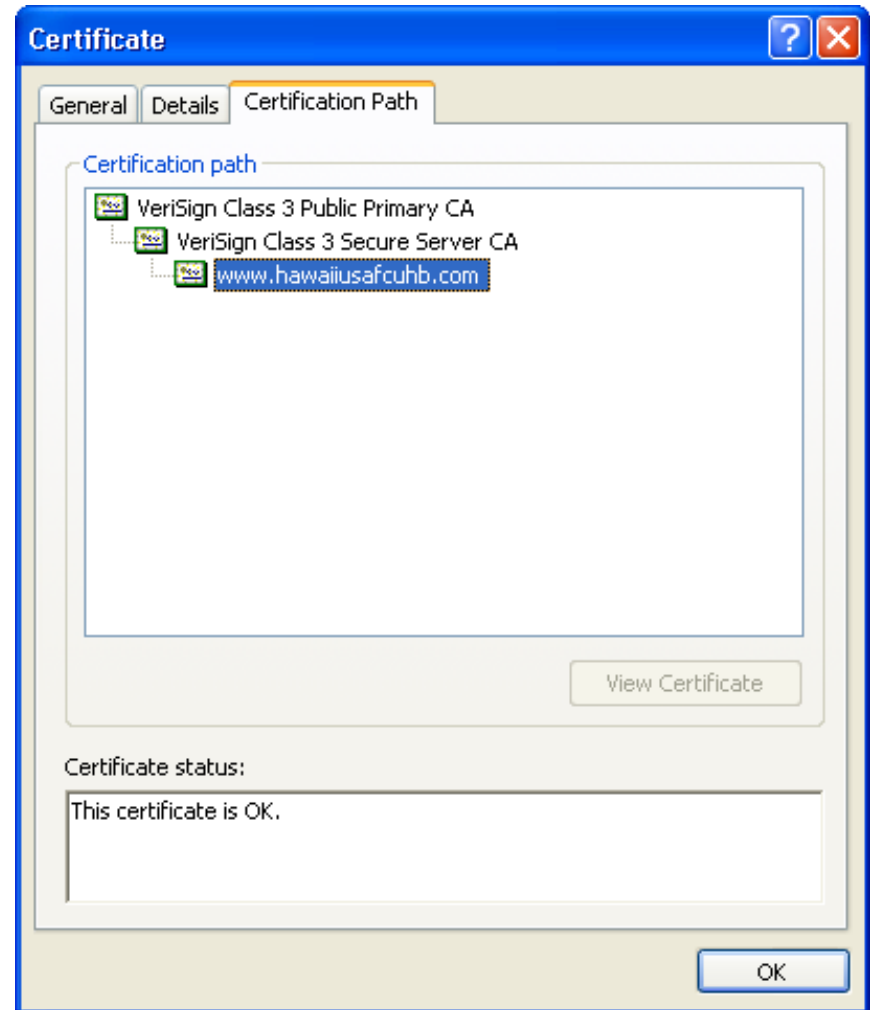 Certificate
General Details Certification Path
Certification path
VeriSign Class 3 Public Primary CA
VeriSign Class 3 Secure Server CA
www.hawaiiusafcuhb.com
View Certificate
Certificate status:
This certificate is OK.
OK